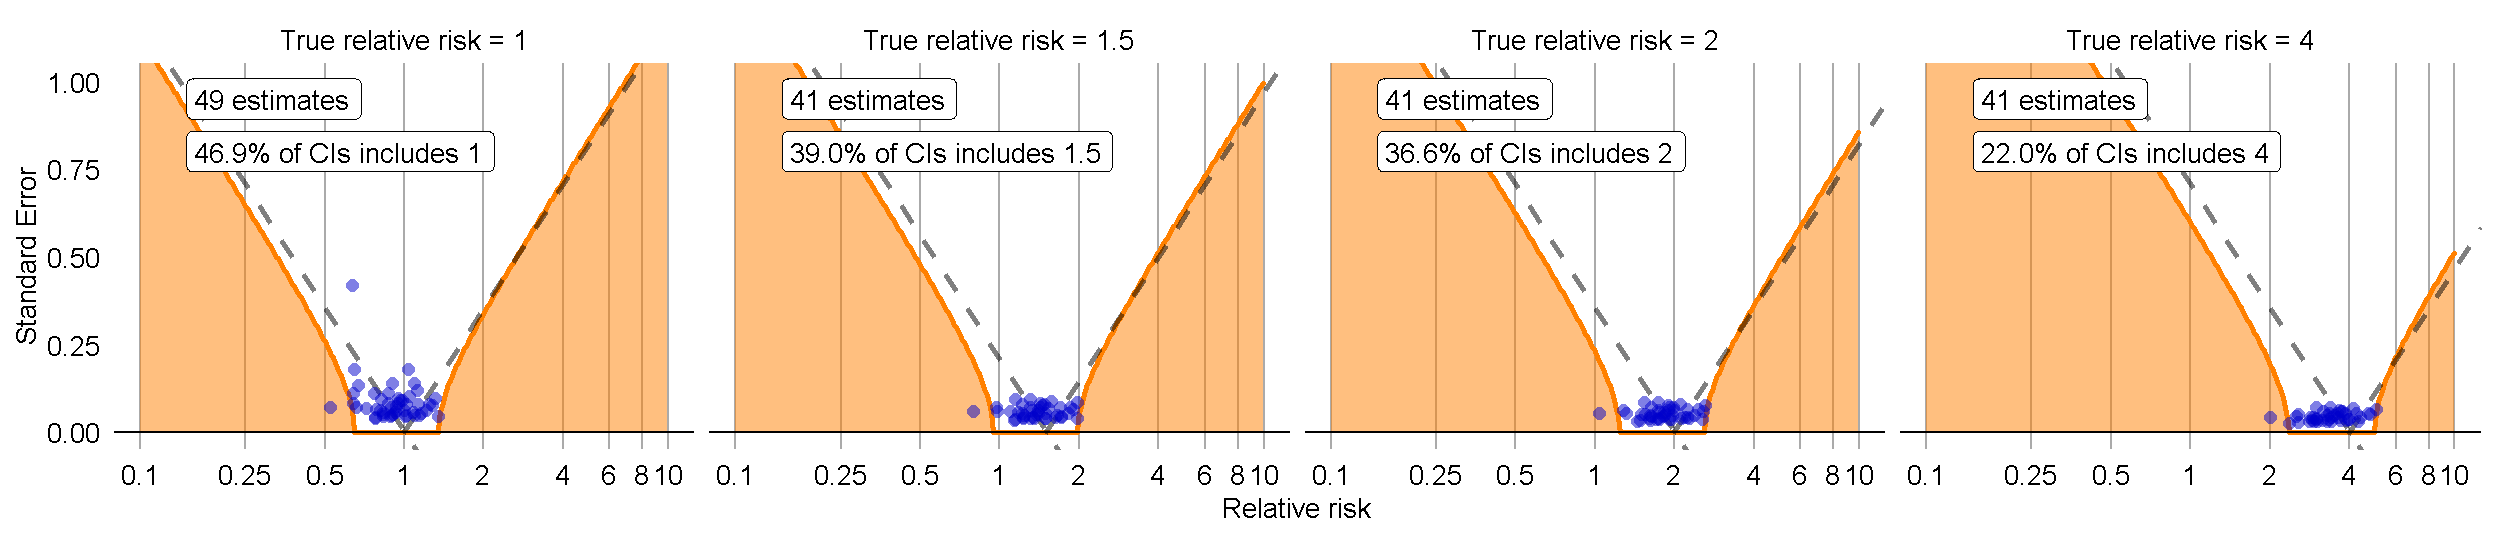 True relative risk = 1
True relative risk = 1.5
True relative risk = 2
True relative risk = 4
Standard Error
1.00
0.75
0.50
0.25
0.00
49 estimates
46.9% of CIs includes 1
41 estimates
39.0% of CIs includes 1.5
41 estimates
36.6% of CIs includes 2
41 estimates
22.0% of CIs includes 4
0.1 0.25 0.5 1 2 4 6 8 10
0.1 0.25 0.5 1 2 4 6 8 10
0.1 0.25 0.5 1 2 4 6 8 10
0.1 0.25 0.5 1 2 4 6 8 10
Relative risk